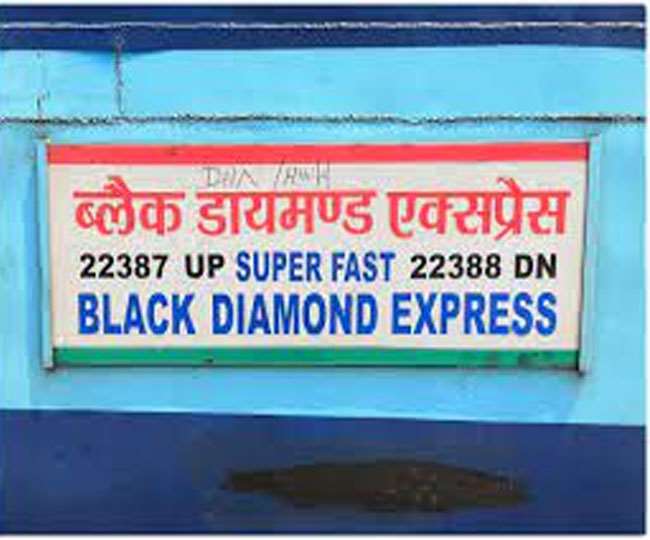 DHN / HWH
ब्लैक डायमण्ड एक्सप्रेस
22387 UP SUPER FAST 22388 DN
BLACK DIAMOND EXPRESS